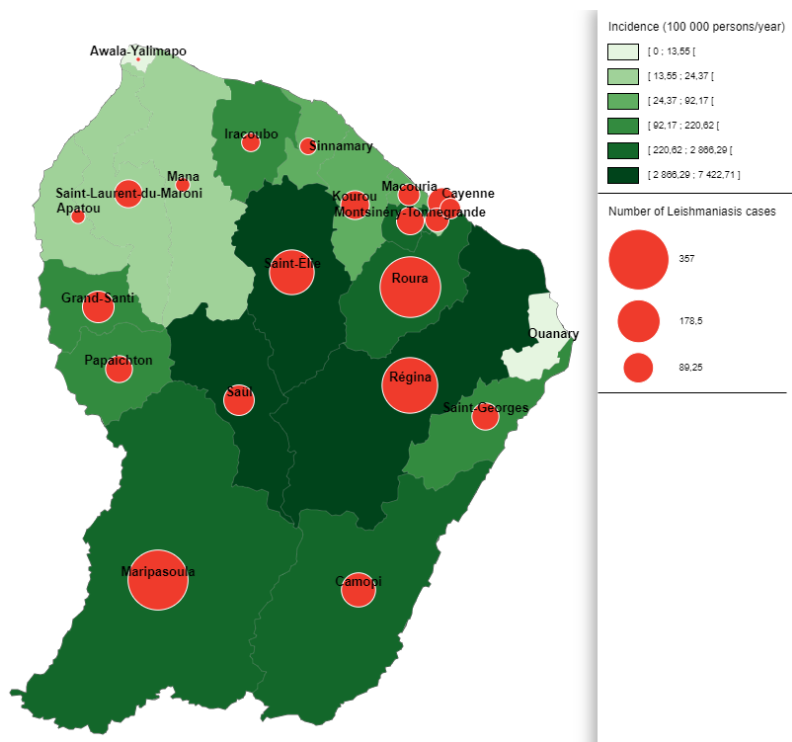 Awala-Yalimapo
Iracoubo
Sinnamary
Mana
Saint-Laurent-du-Maroni
Apatou
Macouria
Cayenne
Kourou
Montsinéry-Tonnegrande
Saint-Élie
Roura
Grand-Santi
Ouanary
Papaichton
Régina
Saül
Saint-Georges
Maripasoula
Camopi
Incidence (100 000 persons/year)
[ 0 ; 13,55 [
[ 13,55 ; 24,37 [
[ 24,37 ; 92,17 [
[ 92,17 ; 220,62 [
[ 220,62 ; 2 866,29 [
[ 2 866,29 ; 7 422,71 ]
Number of Leishmaniasis cases
357
178,5
89,25